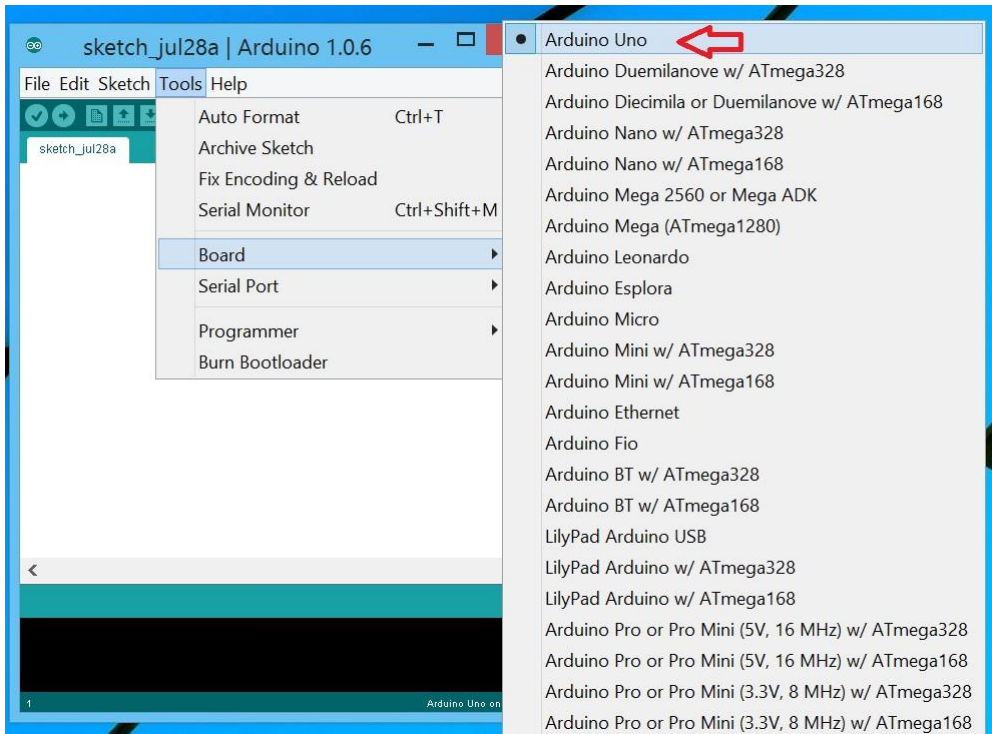 sketch_jul28a | Arduino 1.0.6
File Edit Sketch Tools Help
sketch_jul28a
Auto Format Ctrl+T
Archive Sketch
Fix Encoding & Reload
Serial Monitor Ctrl+Shift+M
Board
Serial Port
Programmer
Burn Bootloader
1
Arduino Uno on
Arduino Uno
Arduino Duemilanove w/ ATmega328
Arduino Diecimila or Duemilanove w/ ATmega168
Arduino Nano w/ ATmega328
Arduino Nano w/ ATmega168
Arduino Mega 2560 or Mega ADK
Arduino Mega (ATmega1280)
Arduino Leonardo
Arduino Esplora
Arduino Micro
Arduino Mini w/ ATmega328
Arduino Mini w/ ATmega168
Arduino Ethernet
Arduino Fio
Arduino BT w/ ATmega328
Arduino BT w/ ATmega168
LilyPad Arduino USB
LilyPad Arduino w/ ATmega328
LilyPad Arduino w/ ATmega168
Arduino Pro or Pro Mini (5V, 16 MHz) w/ ATmega328
Arduino Pro or Pro Mini (5V, 16 MHz) w/ ATmega168
Arduino Pro or Pro Mini (3.3V, 8 MHz) w/ ATmega328
Arduino Pro or Pro Mini (3.3V, 8 MHz) w/ ATmega168